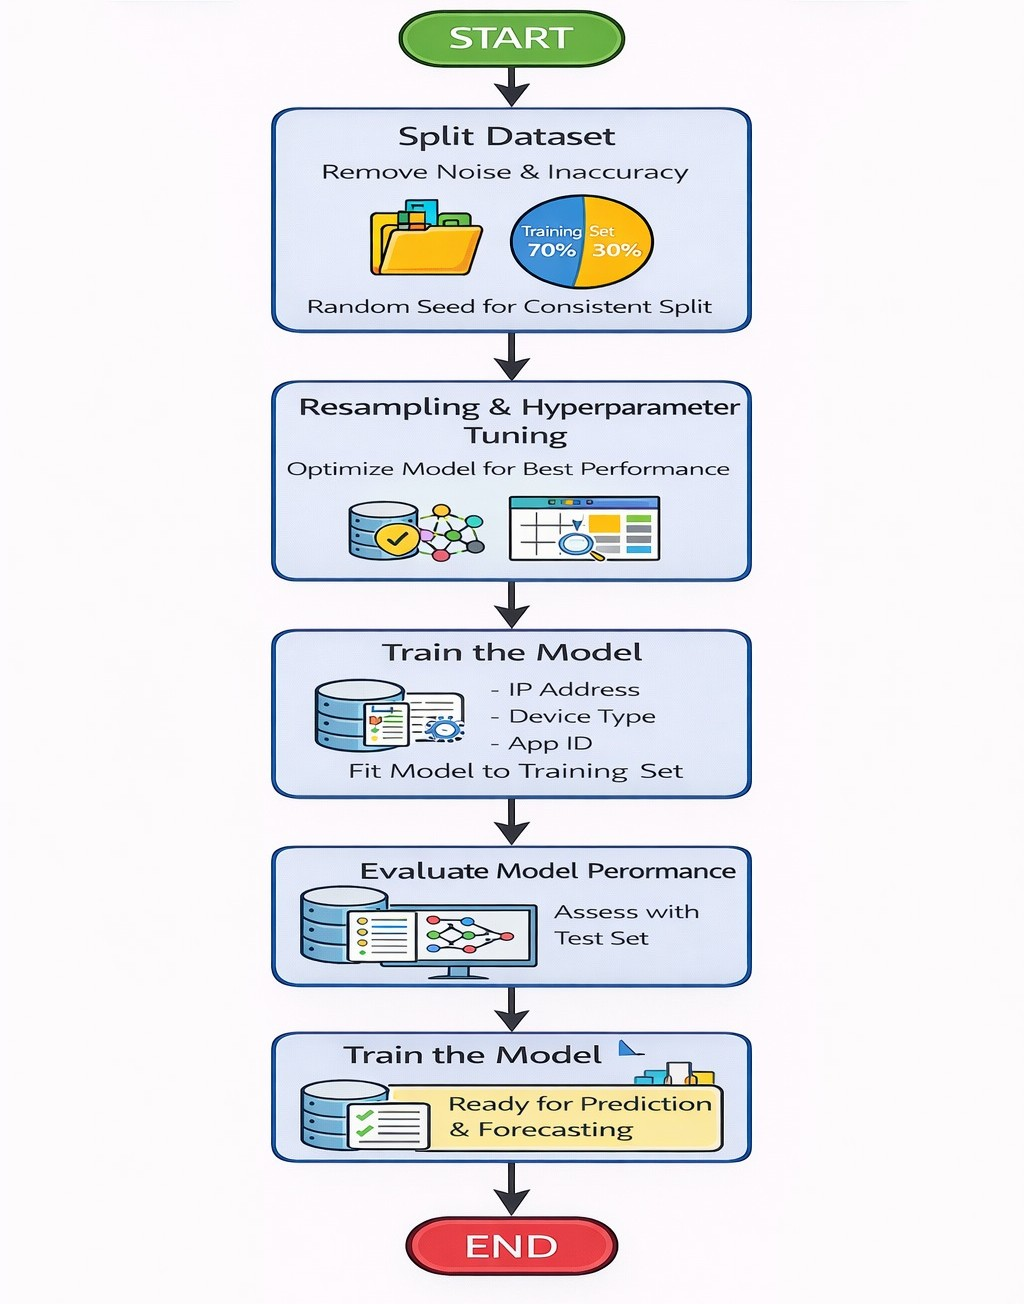 START
Split Dataset
Remove Noise & Inaccuracy
Training Set
70% 30%
Random Seed for Consistent Split
Resampling & Hyperparameter
Tuning
Optimize Model for Best Performance
Train the Model
- IP Address
- Device Type
- App ID
Fit Model to Training Set
Evaluate Model Perormance
Assess with
Test Set
Train the Model
Ready for Prediction
& Forecasting
END